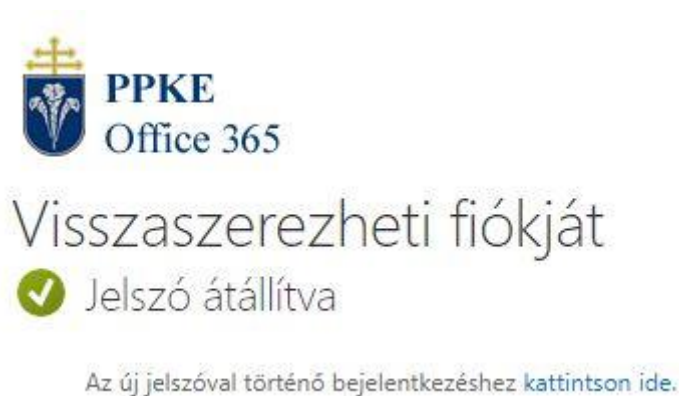 PPKE
Office 365
Visszaszerezheti fiókját
Jelszó átállítva
Az új jelszóval történő bejelentkezéshez kattintson ide.